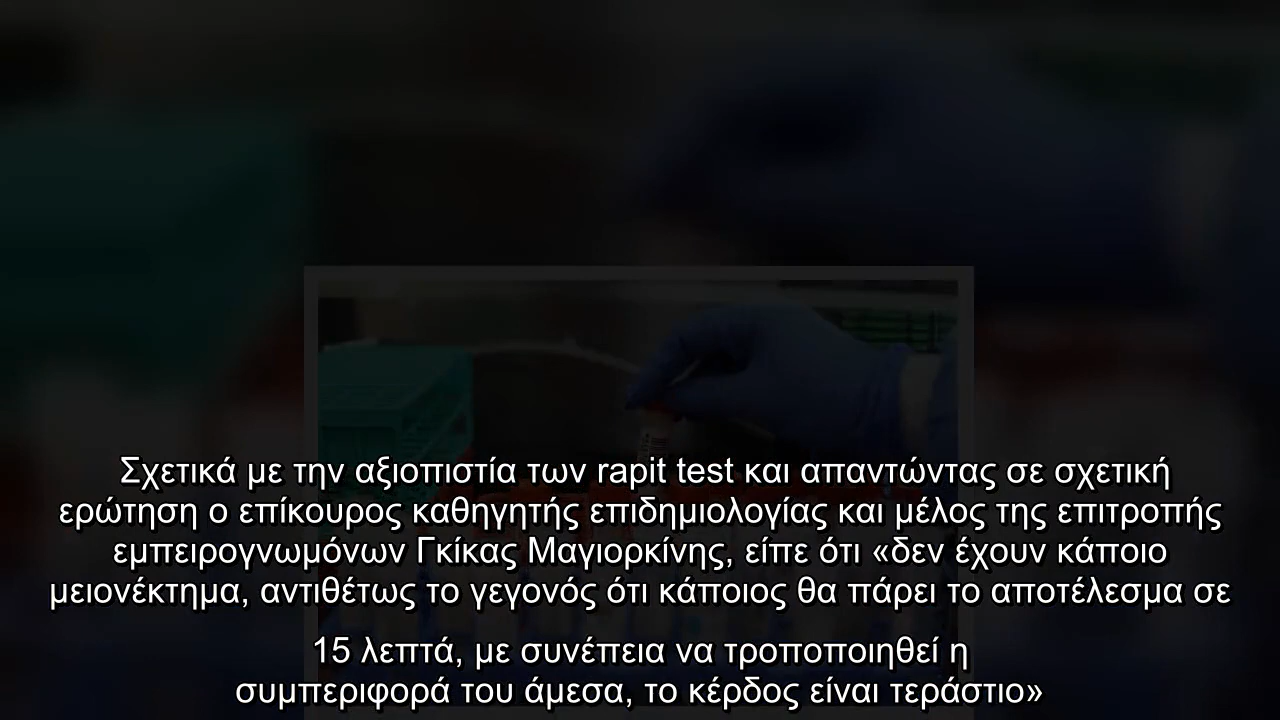 Σχετικά με την αξιοπιστία των rapit test και απαντώντας σε σχετική
ερώτηση ο επίκουρος καθηγητής επιδημιολογίας και μέλος της επιτροπής
εμπειρογνωμόνων Γκίκας Μαγιορκίνης, είπε ότι «δεν έχουν κάποιο
μειονέκτημα, αντιθέτως το γεγονός ότι κάποιος θα πάρει το αποτέλεσμα σε
15 λεπτά, με συνέπεια να τροποποιηθεί η
συμπεριφορά του άμεσα, το κέρδος είναι τεράστιο»